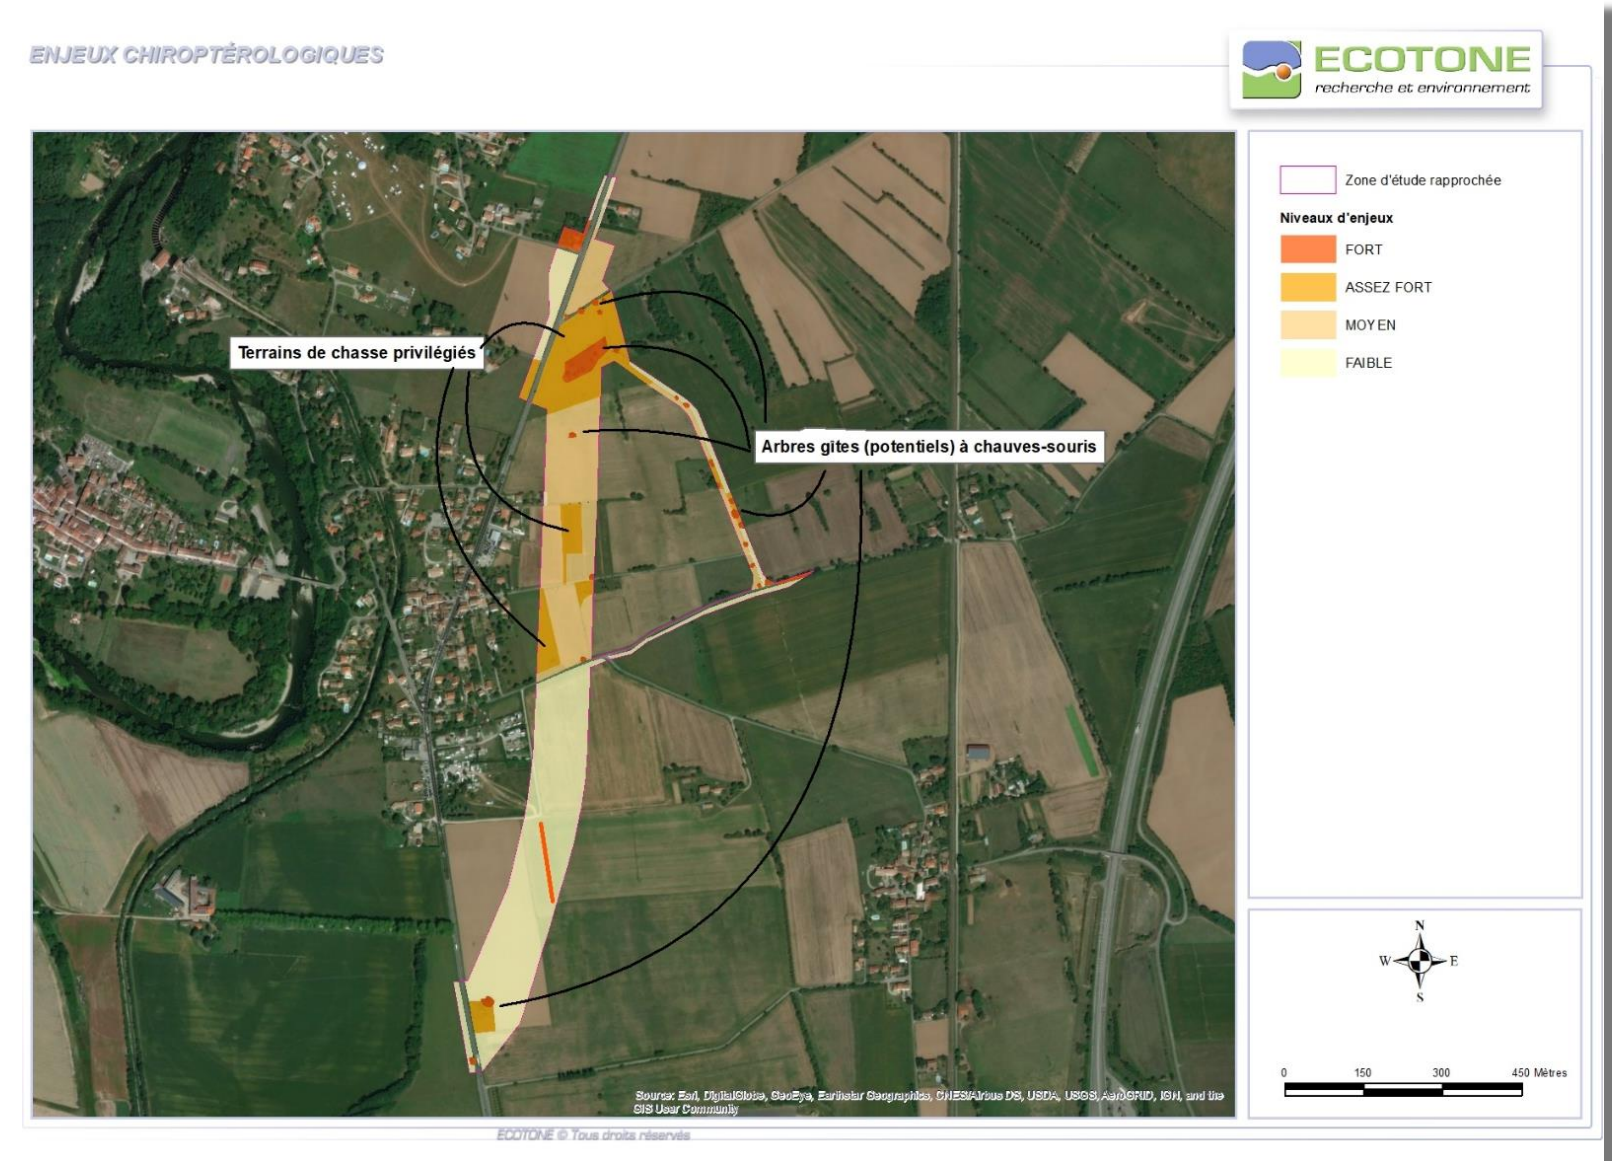 ENJEUX CHIROPTÉROLOGIQUES
ECOTONE
recherche et environnement
Zone d'étude rapprochée
Niveaux d'enjeux
FORT
ASSEZ FORT
MOYEN
FAIBLE
Terrains de chasse privilégiés
Arbres gîtes (potentiels) à chauves-souris
N
W E
S
0 150 300 450 Mètres
Source: Esri, DigitalGlobe, GeoEye, Earthstar Geographics, CNES/Airbus DS, USDA, USGS, AeroGRID, IGN, and the
GIS User Community
ECOTONE © Tous droits réservés